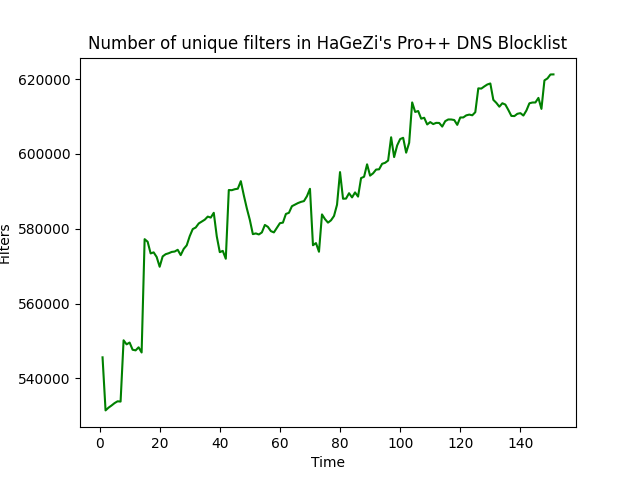 Number of unique filters in HaGeZi's Pro++ DNS Blocklist
Filters
620000
600000
580000
560000
540000
0 20 40 60 80 100 120 140
Time